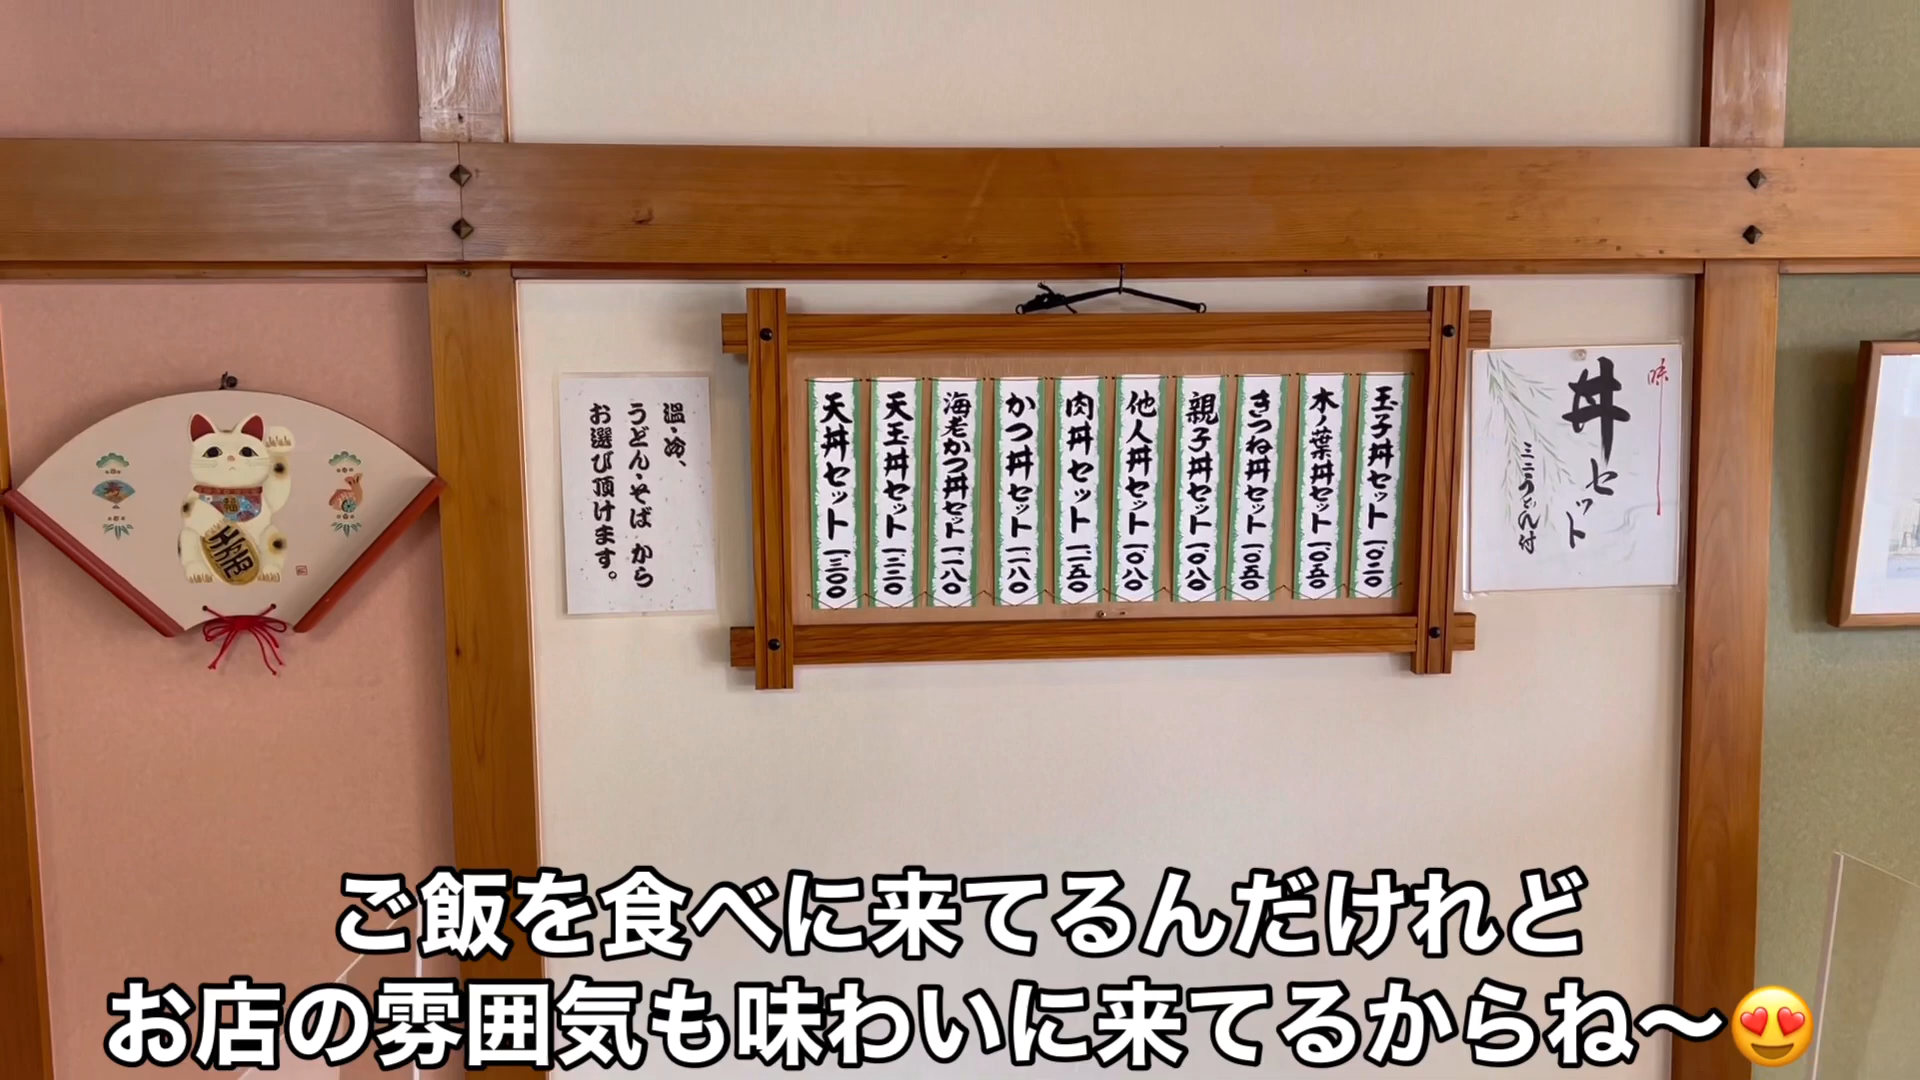 味
丼セット
ミニうどん付
玉子丼セット 一、〇二〇
木ノ葉丼セット 一、〇五〇
きつね丼セット 一、〇五〇
親子丼セット 一、〇八〇
他人丼セット 一、〇八〇
肉丼セット 一、一五〇
かつ丼セット 一、一八〇
海老かつ丼セット 一、一八〇
天玉丼セット 一、三二〇
天丼セット 一、三〇〇
温・冷、
うどん・そば から
お選び頂けます。
福
ご飯を食べに来てるんだけれど
お店の雰囲気も味わいに来てるからね〜😍